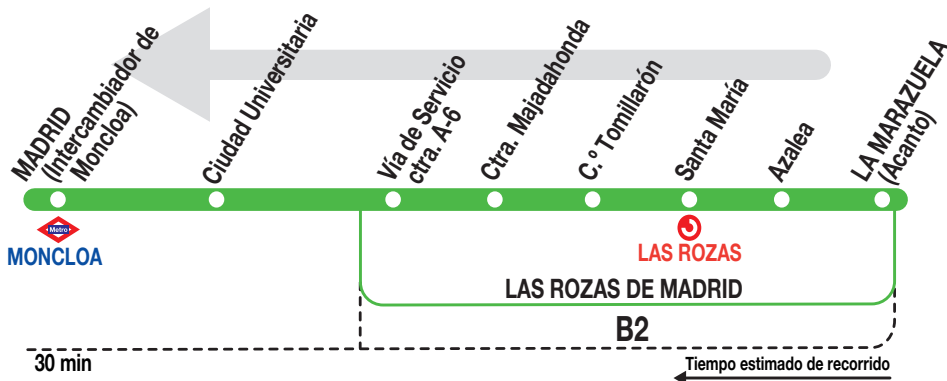 MADRID
(Intercambiador de
Moncloa)
Ciudad Universitaria
Vía de Servicio
ctra. A-6
Ctra. Majadahonda
C.º Tomillarón
Santa María
Azalea
LA MARAZUELA
(Acanto)
Metro
MONCLOA
LAS ROZAS
LAS ROZAS DE MADRID
B2
30 min
Tiempo estimado de recorrido